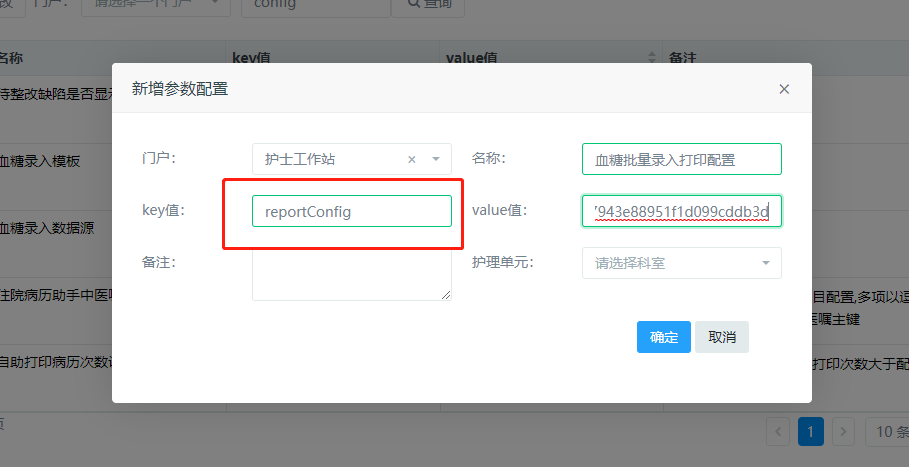 改 门户： 请选择一个门户 config 查询
名称 key值 value值 备注
待整改缺陷是否显示
血糖录入模板
血糖录入数据源
住院病历助手中医嘱
自助打印病历次数
目配置,多项以逗
医嘱主键
打印次数大于配
新增参数配置 ×
门户： 护士工作站 × 名称： 血糖批量录入打印配置
key值： reportConfig value值： '943e88951f1d099cddb3d
备注： 护理单元： 请选择科室
确定 取消
页 < 1 > 10 条